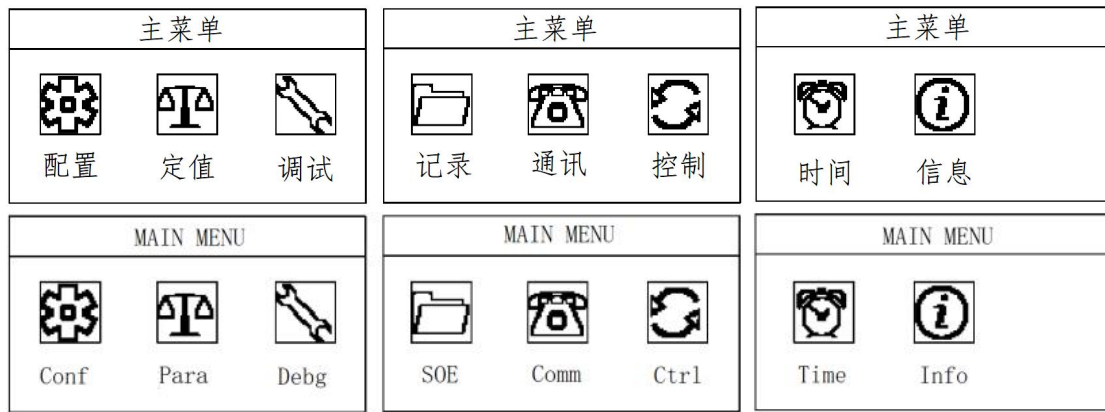 主菜单
配置 定值 调试
主菜单
记录 通讯 控制
主菜单
时间 信息
MAIN MENU
Conf Para Debg
MAIN MENU
SOE Comm Ctrl
MAIN MENU
Time Info